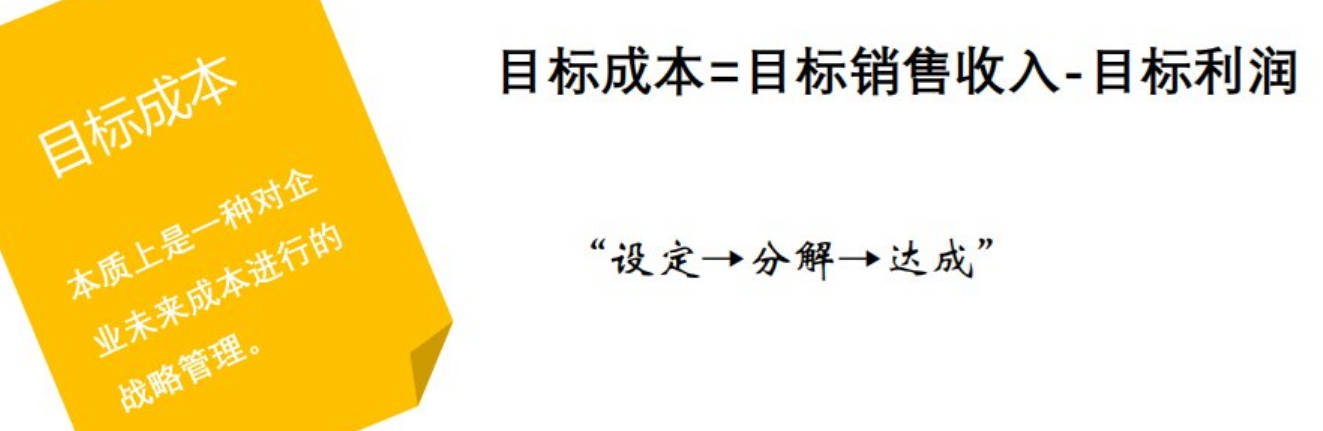 目标成本
本质上是一种对企
业未来成本进行的
战略管理。
目标成本=目标销售收入-目标利润
“设定→分解→达成”